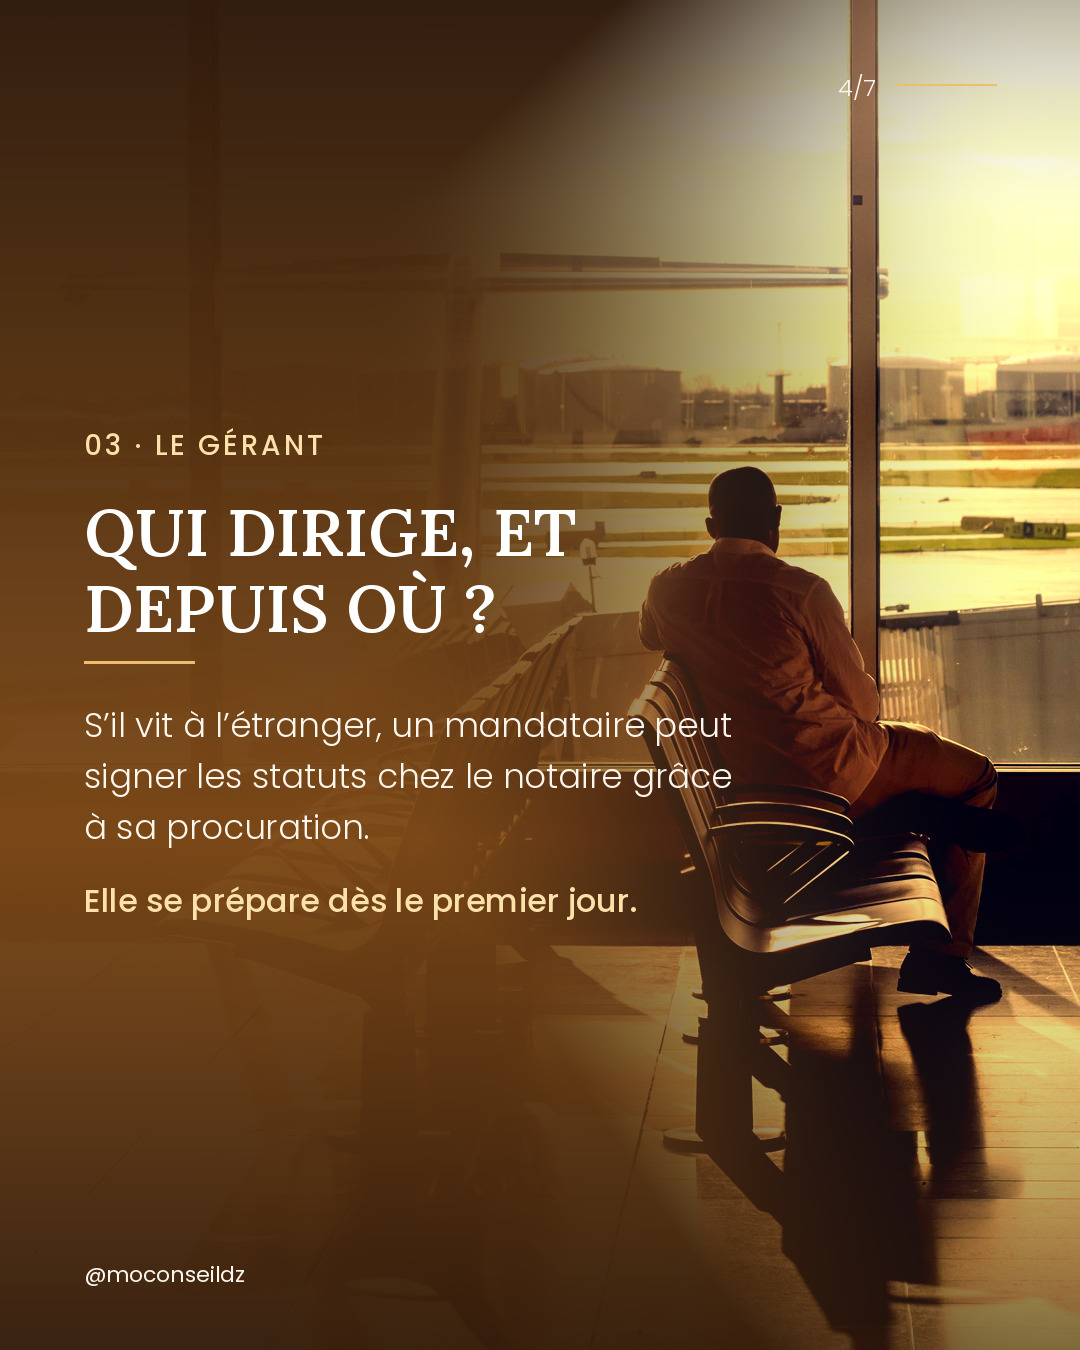 4/7
03 · LE GÉRANT
QUI DIRIGE, ET
DEPUIS OÙ ?
S’il vit à l’étranger, un mandataire peut
signer les statuts chez le notaire grâce
à sa procuration.
Elle se prépare dès le premier jour.
@moconseildz